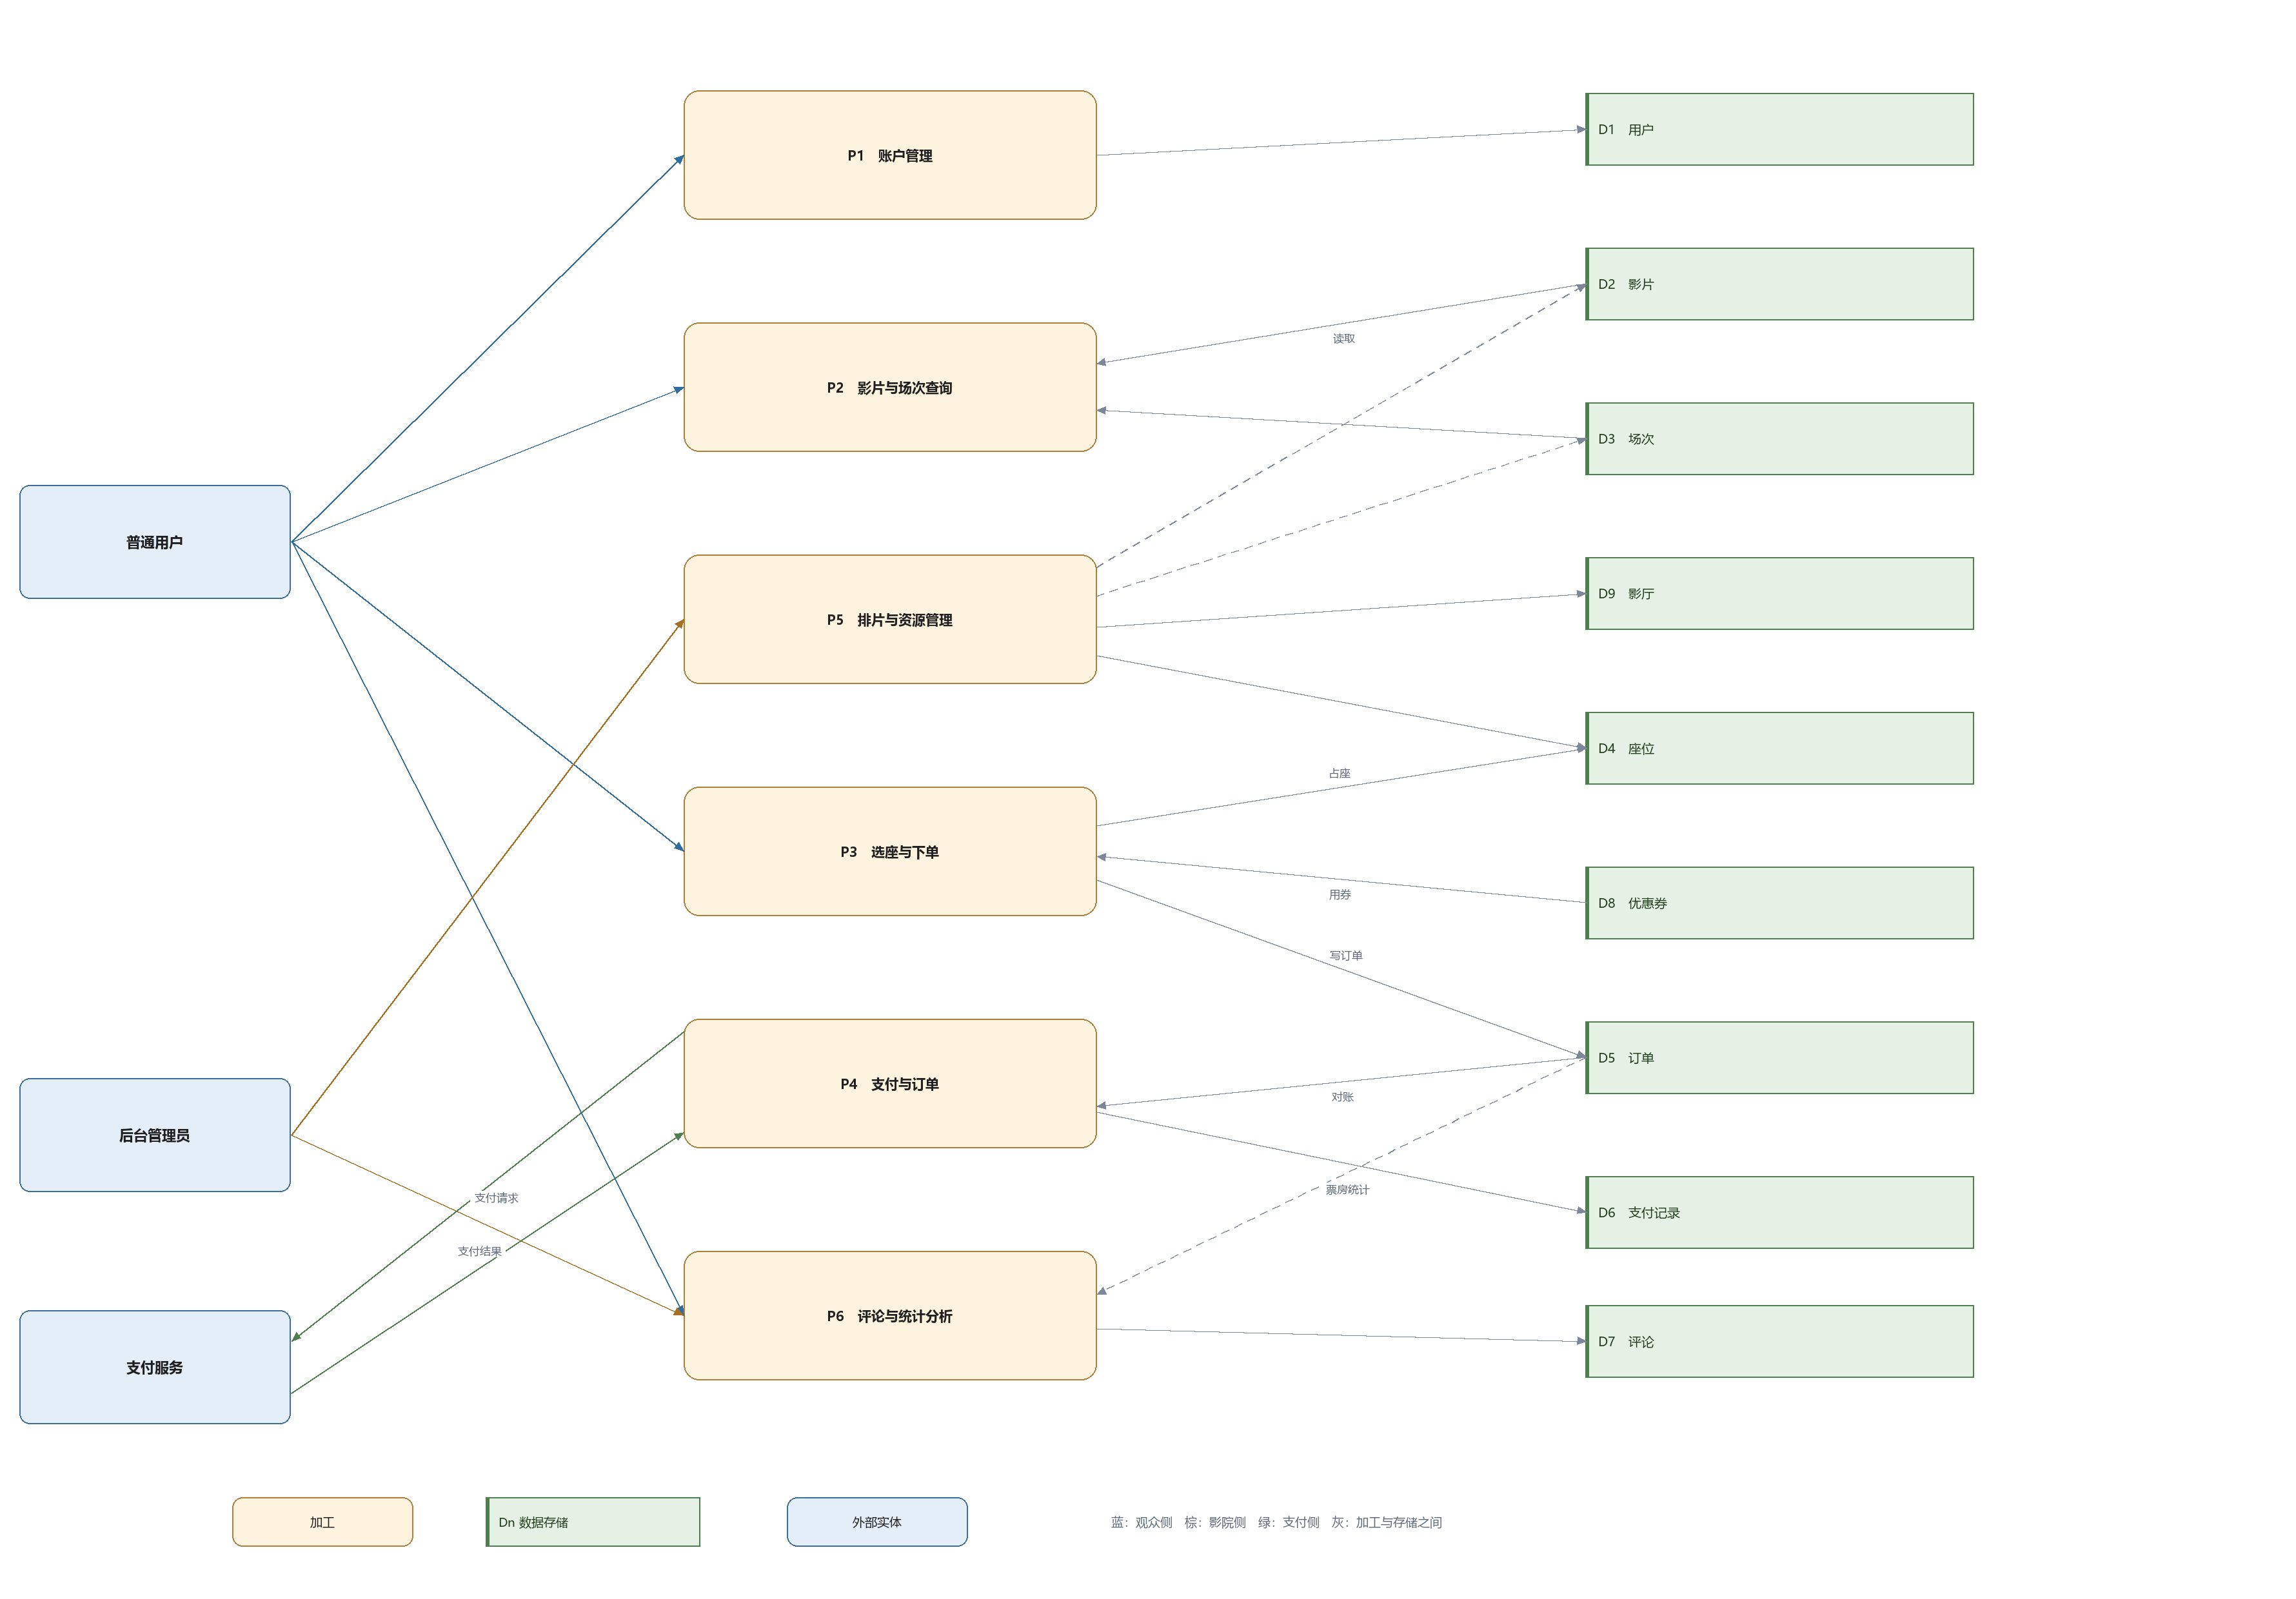 P1 账户管理
D1 用户
D2 影片
读取
P2 影片与场次查询
D3 场次
普通用户
D9 影厅
P5 排片与资源管理
D4 座位
占座
P3 选座与下单
用券
D8 优惠券
写订单
D5 订单
P4 支付与订单
对账
后台管理员
支付请求
票房统计
D6 支付记录
支付结果
P6 评论与统计分析
D7 评论
支付服务
加工
Dn 数据存储
外部实体
蓝：观众侧 棕：影院侧 绿：支付侧 灰：加工与存储之间